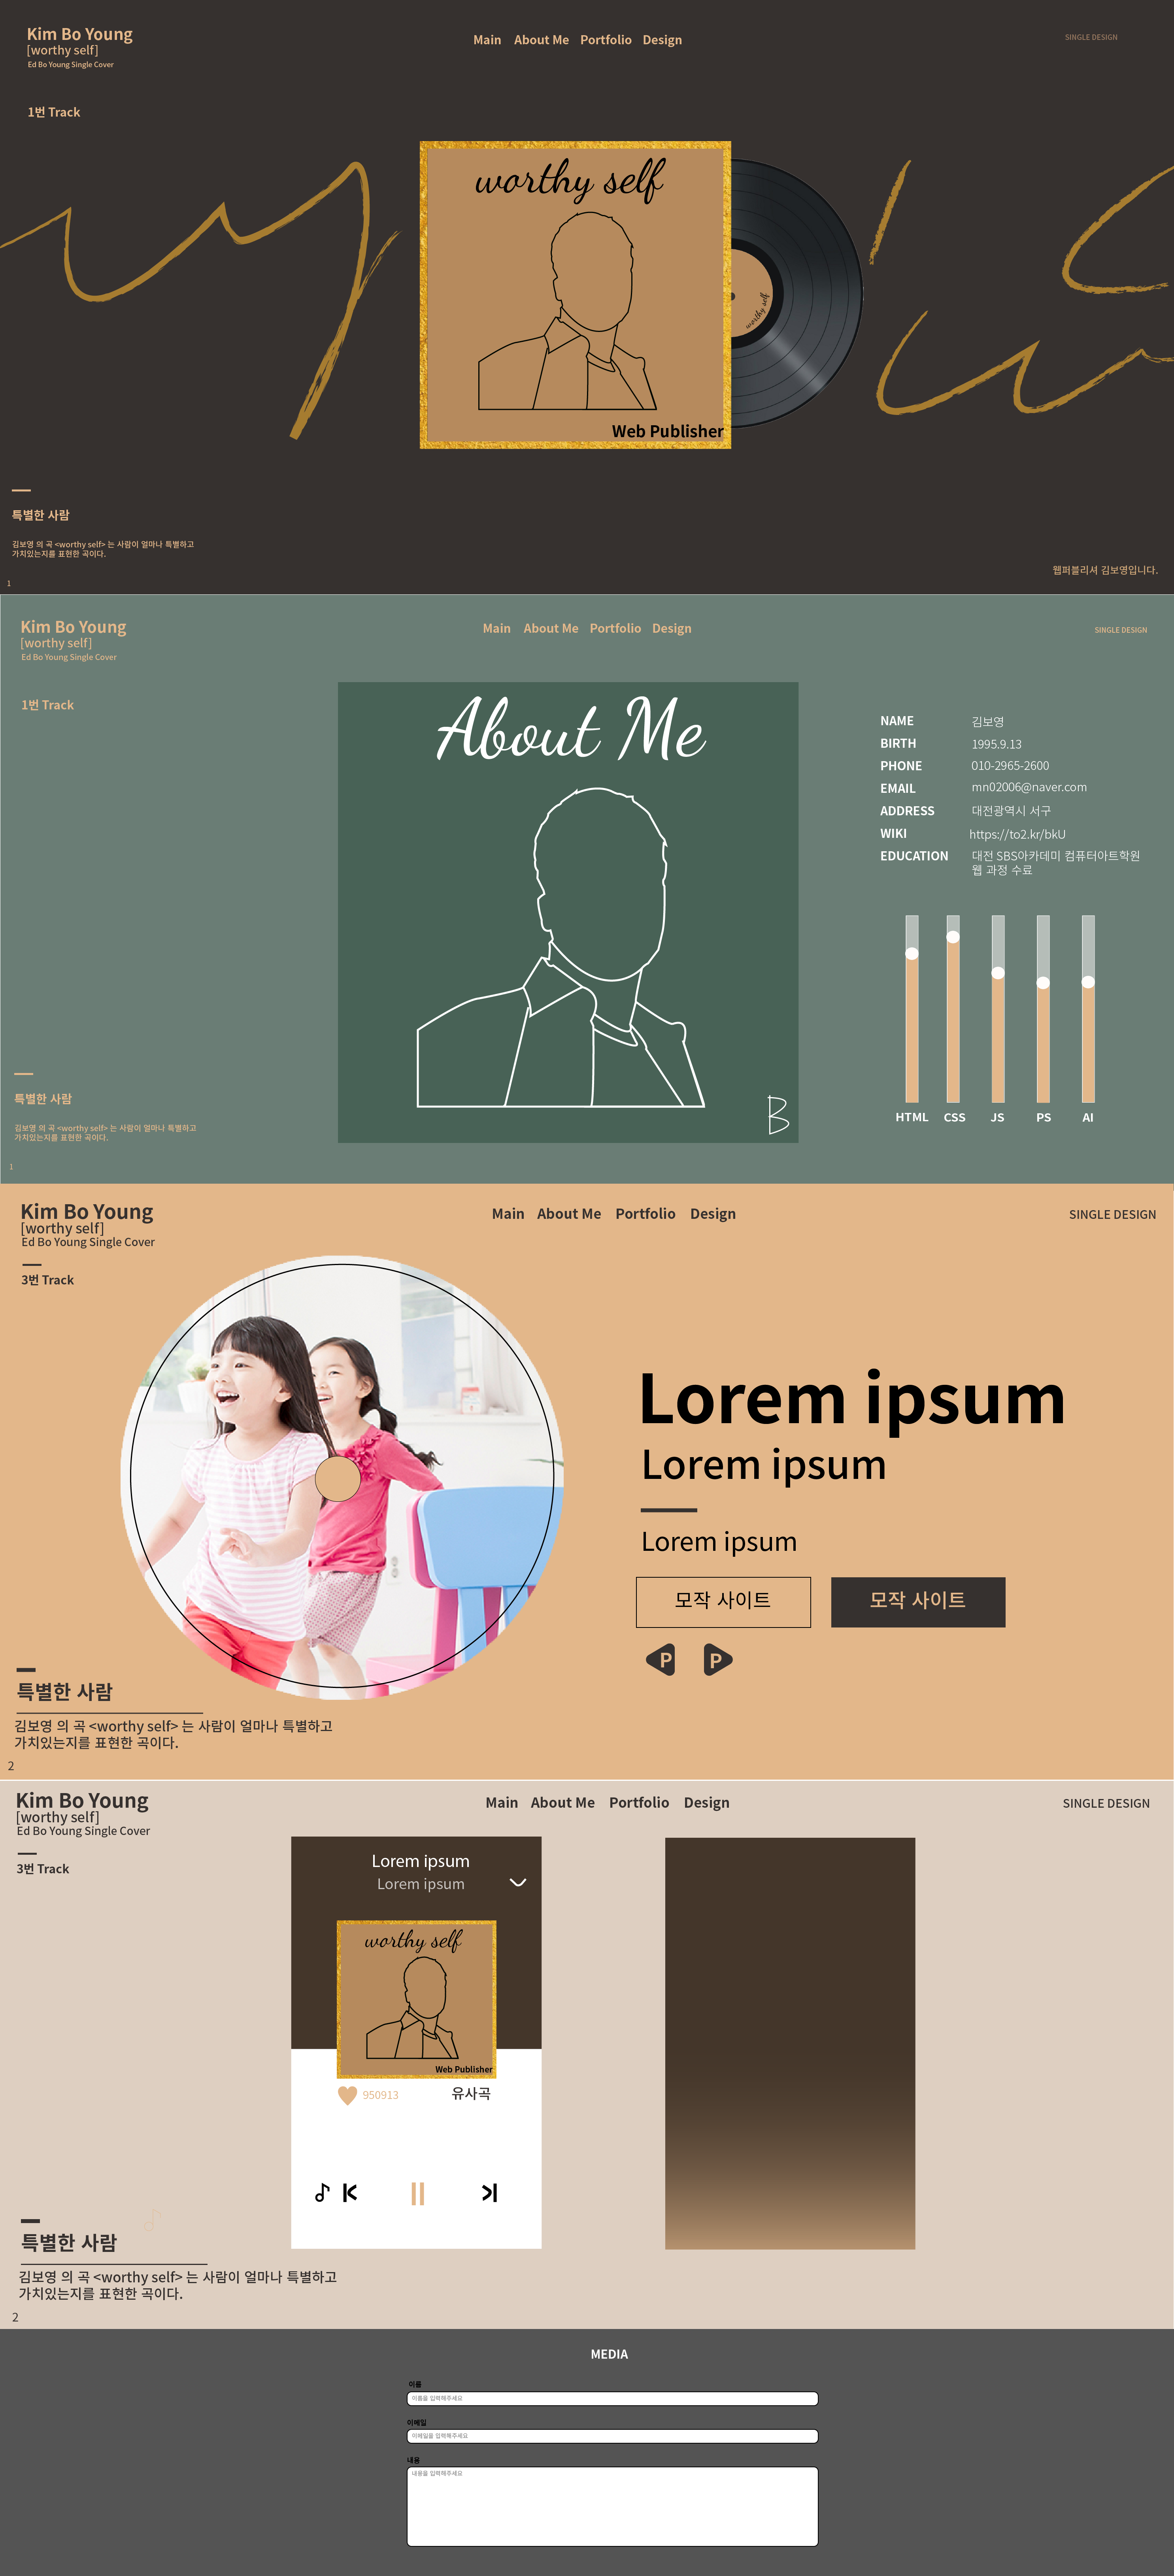 Kim Bo Young
[worthy self]
Ed Bo Young Single Cover
Main About Me Portfolio Design
SINGLE DESIGN
1번 Track
worthy self
Web Publisher
worthy self
특별한 사람
김보영 의 곡 <worthy self> 는 사람이 얼마나 특별하고
가치있는지를 표현한 곡이다.
1
웹퍼블리셔 김보영입니다.
Kim Bo Young
[worthy self]
Ed Bo Young Single Cover
Main About Me Portfolio Design
SINGLE DESIGN
1번 Track
About Me
B
NAME 김보영
BIRTH 1995.9.13
PHONE 010-2965-2600
EMAIL mn02006@naver.com
ADDRESS 대전광역시 서구
WIKI https://to2.kr/bkU
EDUCATION 대전 SBS아카데미 컴퓨터아트학원
웹 과정 수료
HTML CSS JS PS AI
특별한 사람
김보영 의 곡 <worthy self> 는 사람이 얼마나 특별하고
가치있는지를 표현한 곡이다.
1
Kim Bo Young
[worthy self]
Ed Bo Young Single Cover
Main About Me Portfolio Design
SINGLE DESIGN
3번 Track
Lorem ipsum
Lorem ipsum
Lorem ipsum
모작 사이트 모작 사이트
P P
특별한 사람
김보영 의 곡 <worthy self> 는 사람이 얼마나 특별하고
가치있는지를 표현한 곡이다.
2
Kim Bo Young
[worthy self]
Ed Bo Young Single Cover
Main About Me Portfolio Design
SINGLE DESIGN
3번 Track
Lorem ipsum
Lorem ipsum
worthy self
Web Publisher
950913 유사곡
특별한 사람
김보영 의 곡 <worthy self> 는 사람이 얼마나 특별하고
가치있는지를 표현한 곡이다.
2
MEDIA
이름
이름을 입력해주세요
이메일
이메일을 입력해주세요
내용
내용을 입력해주세요